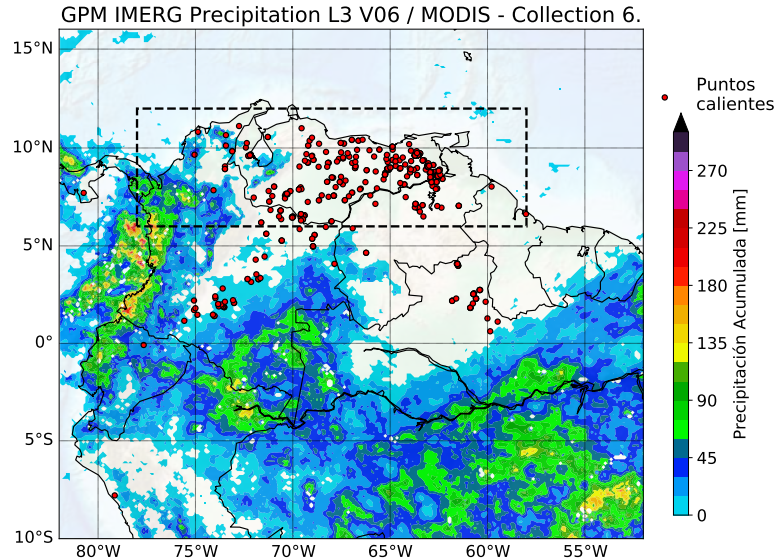 GPM IMERG Precipitation L3 V06 / MODIS - Collection 6.
15°N
10°N
5°N
0°
5°S
10°S
80°W
75°W
70°W
65°W
60°W
55°W
Puntos
calientes
270
225
180
135
90
45
0
Precipitación Acumulada [mm]